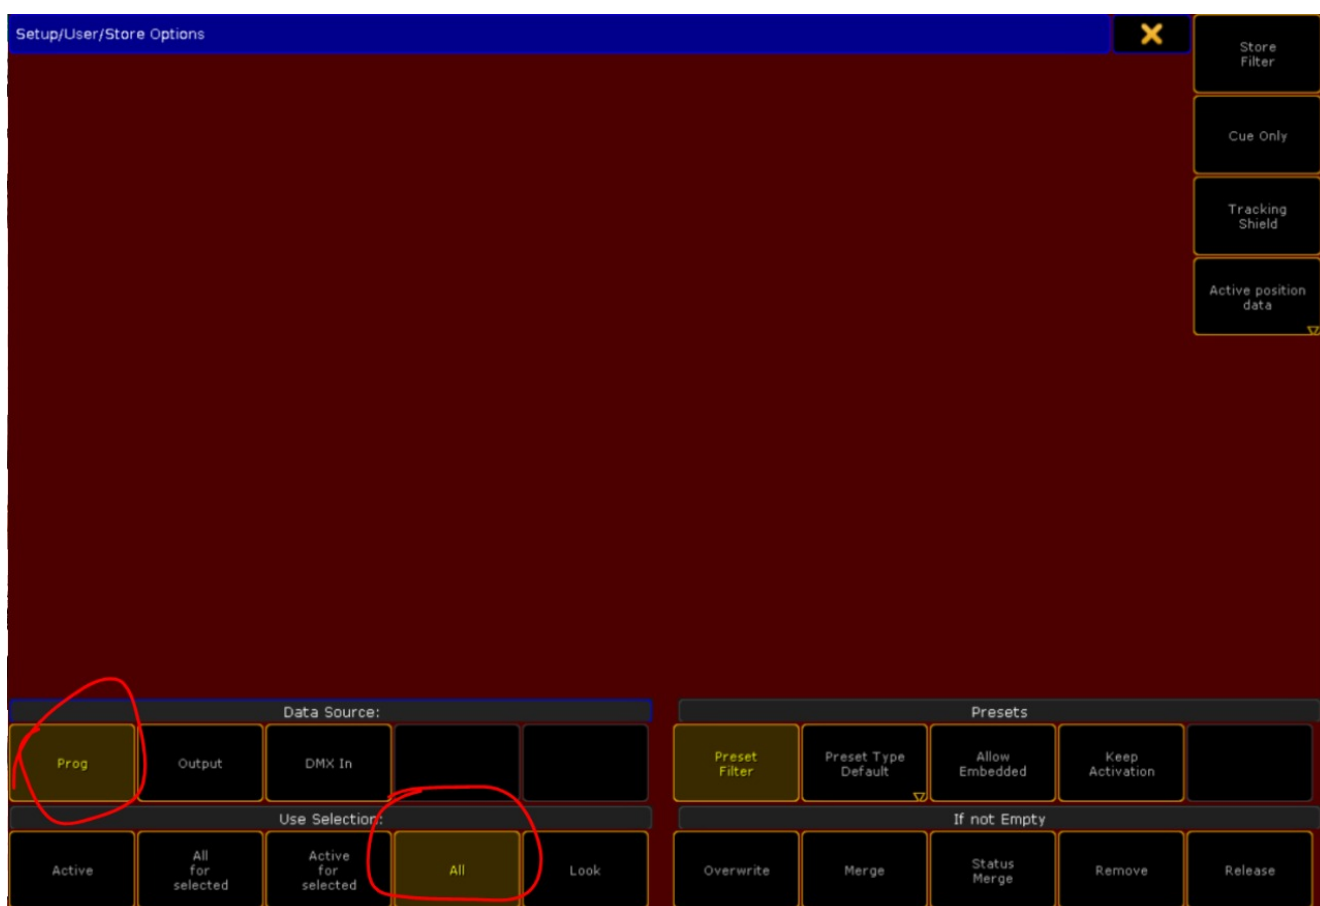 Setup/User/Store Options
Store
Filter
Cue Only
Tracking
Shield
Active position
data
Data Source:
Prog
Output
DMX In
Use Selection:
Active
All
for
selected
Active
for
selected
All
Look
Presets
Preset
Filter
Preset Type
Default
Allow
Embedded
Keep
Activation
If not Empty
Overwrite
Merge
Status
Merge
Remove
Release